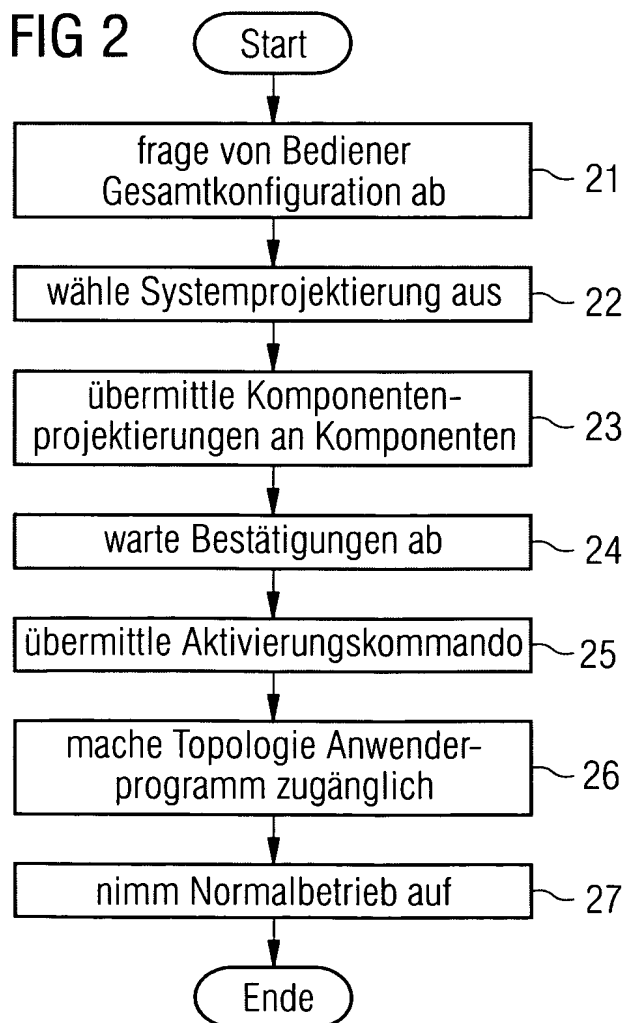 FIG 2
Start
frage von Bediener
Gesamtkonfiguration ab
21
wähle Systemprojektierung aus
22
übermittle Komponenten-
projektierungen an Komponenten
23
warte Bestätigungen ab
24
übermittle Aktivierungskommando
25
mache Topologie Anwender-
programm zugänglich
26
nimm Normalbetrieb auf
27
Ende